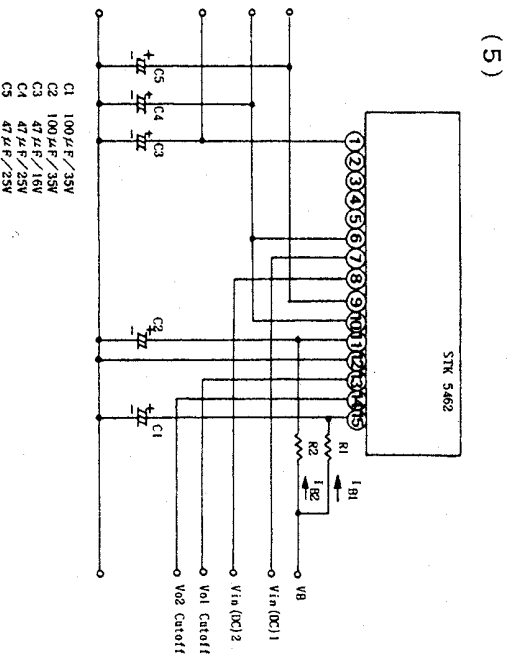 (5)
STK 5462
① ② ③ ④ ⑤ ⑥ ⑦ ⑧ ⑨ ⑩ ⑪ ⑫ ⑬ ⑭ ⑮
+ C5
-
+ C4
-
+ C3
-
+ C2
-
+ C1
-
R1
R2
I B1
I B2
VB
Vin (DC)1
Vin (DC)2
Vo1 Cutoff
Vo2 Cutoff
C1 100μF/35V
C2 100μF/35V
C3 47μF/16V
C4 47μF/25V
C5 47μF/25V